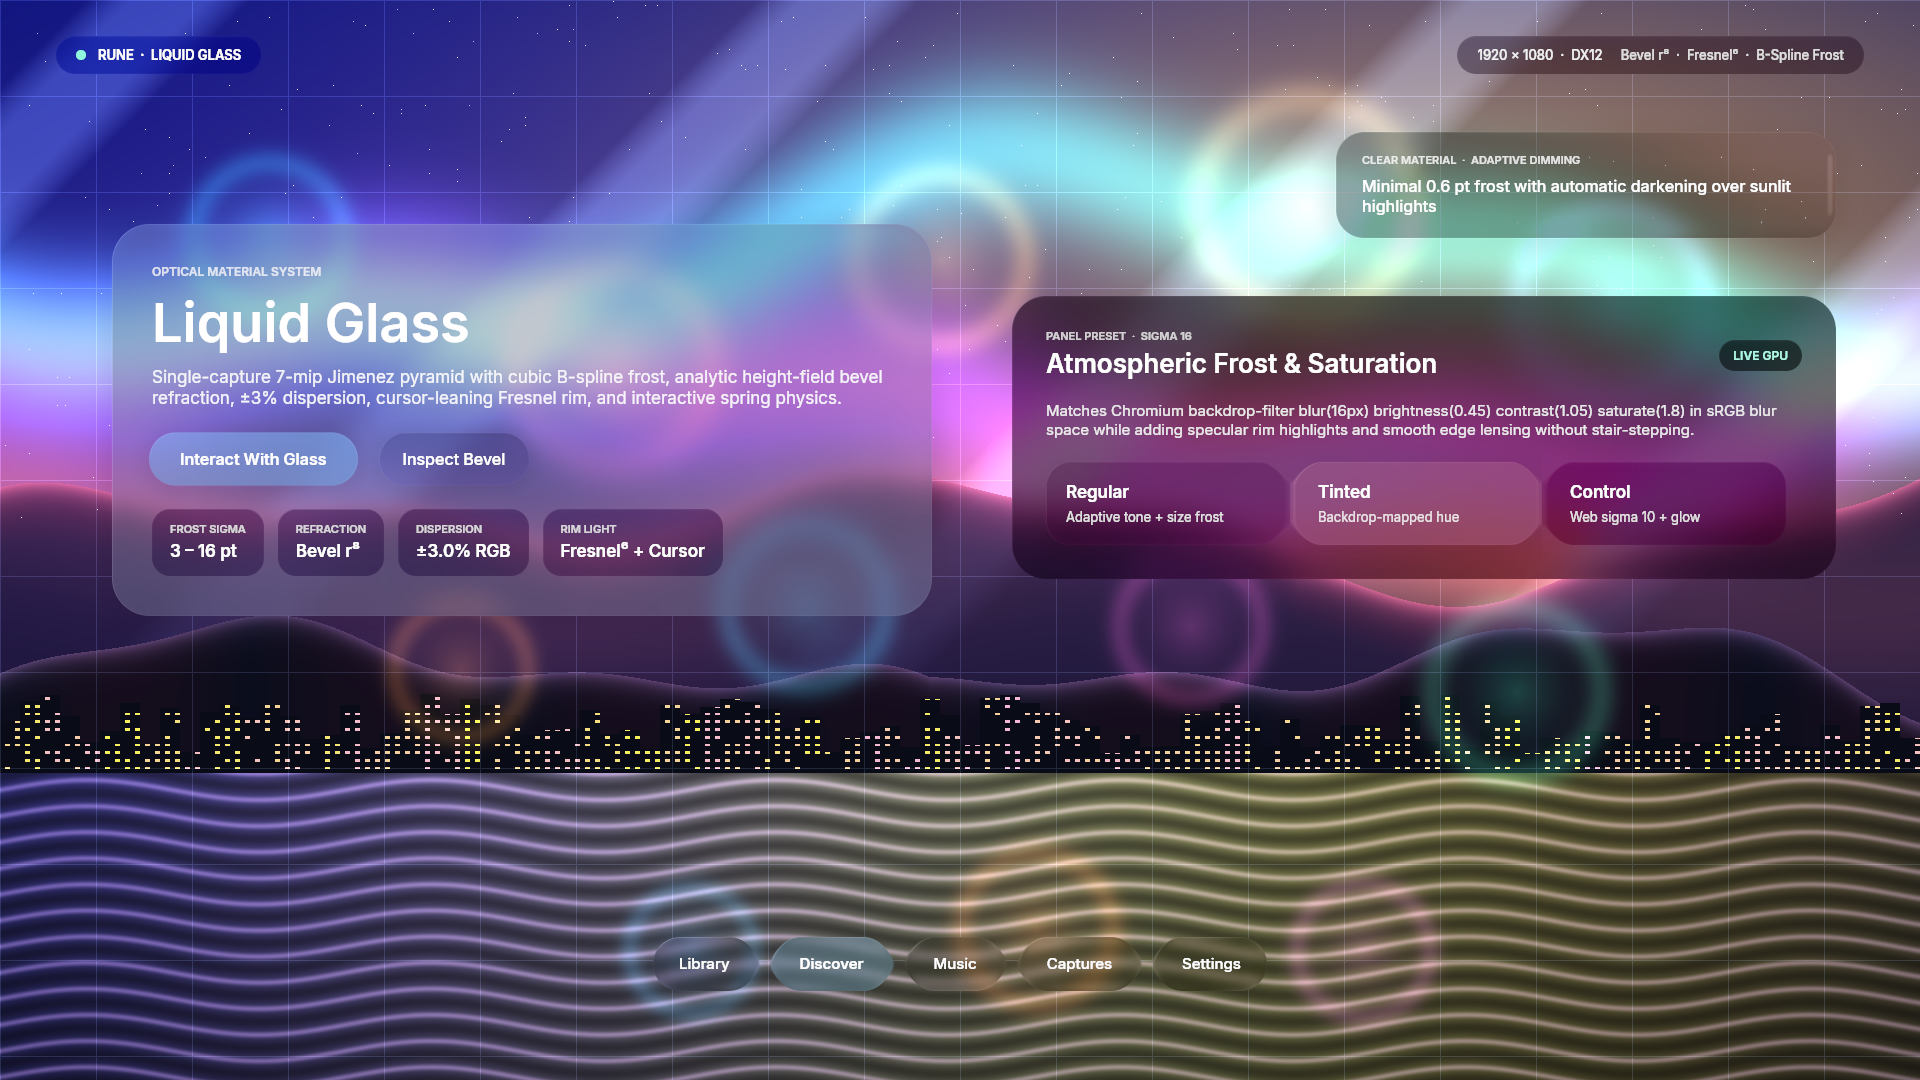 RUNE · LIQUID GLASS
1920 × 1080 · DX12 Bevel r⁸ · Fresnel⁶ · B-Spline Frost
CLEAR MATERIAL · ADAPTIVE DIMMING
Minimal 0.6 pt frost with automatic darkening over sunlit
highlights
OPTICAL MATERIAL SYSTEM
Liquid Glass
Single-capture 7-mip Jimenez pyramid with cubic B-spline frost, analytic height-field bevel
refraction, ±3% dispersion, cursor-leaning Fresnel rim, and interactive spring physics.
Interact With Glass
Inspect Bevel
FROST SIGMA
3 – 16 pt
REFRACTION
Bevel r⁸
DISPERSION
±3.0% RGB
RIM LIGHT
Fresnel⁶ + Cursor
PANEL PRESET · SIGMA 16
Atmospheric Frost & Saturation
LIVE GPU
Matches Chromium backdrop-filter blur(16px) brightness(0.45) contrast(1.05) saturate(1.8) in sRGB blur
space while adding specular rim highlights and smooth edge lensing without stair-stepping.
Regular
Adaptive tone + size frost
Tinted
Backdrop-mapped hue
Control
Web sigma 10 + glow
Library
Discover
Music
Captures
Settings